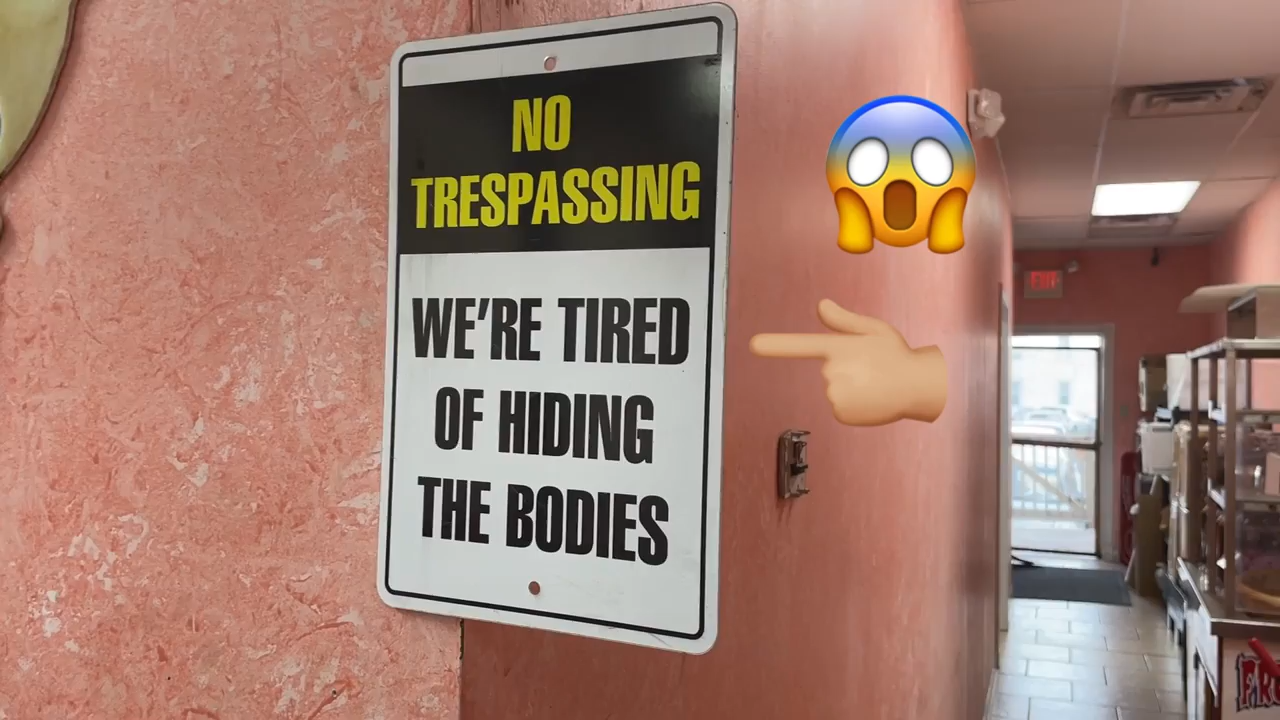 NO
TRESPASSING
WE'RE TIRED
OF HIDING
THE BODIES
EXIT